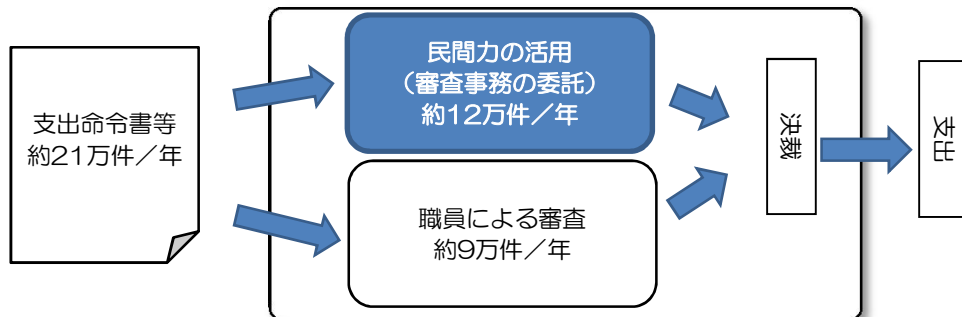 支出命令書等
約21万件／年
民間力の活用
（審査事務の委託）
約12万件／年
職員による審査
約9万件／年
決裁
支出